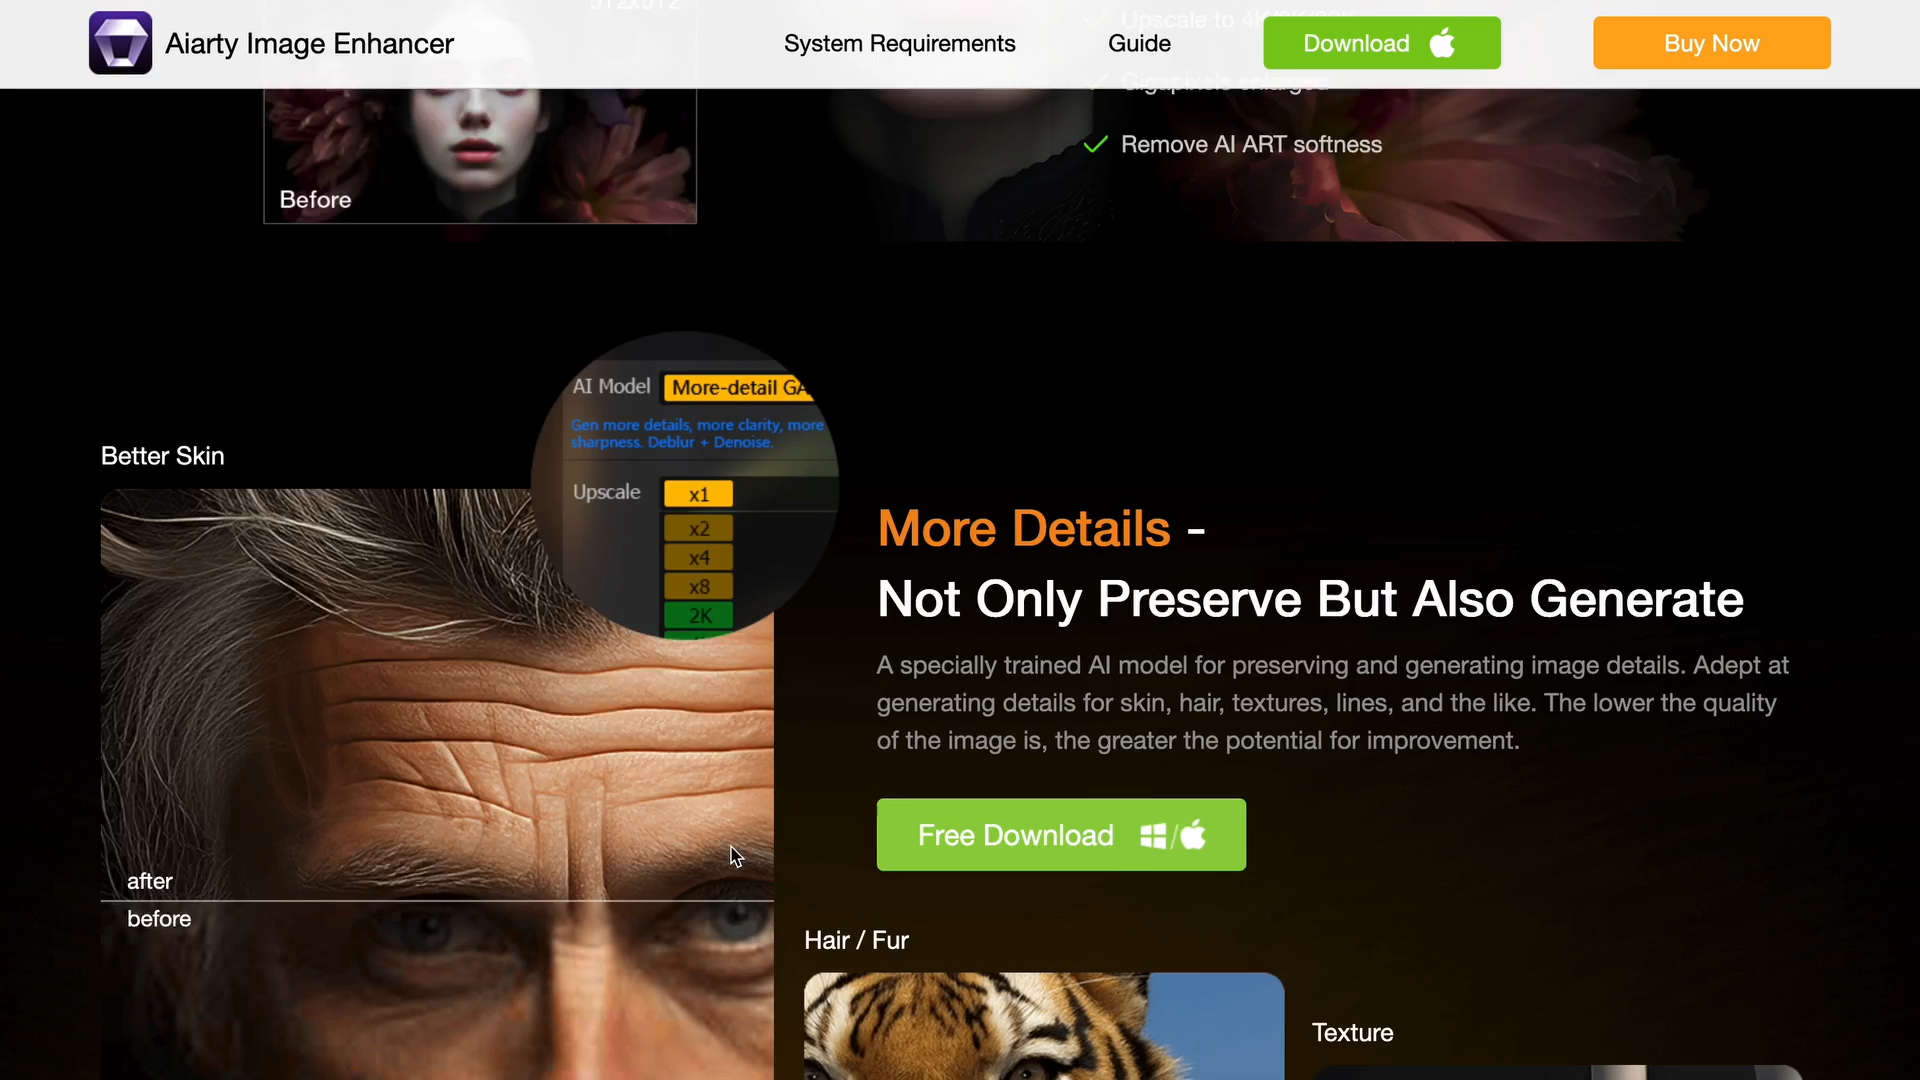 Aiarty Image Enhancer
System Requirements
Guide
Download
Buy Now
512x512
Upscale to 4K/8K/32K
Gigapixels enlarged
Remove AI ART softness
Before
AI Model
More-detail GA
Gen more details, more clarity, more
sharpness. Deblur + Denoise.
Upscale
x1
x2
x4
x8
2K
Better Skin
after
before
More Details -
Not Only Preserve But Also Generate
A specially trained AI model for preserving and generating image details. Adept at
generating details for skin, hair, textures, lines, and the like. The lower the quality
of the image is, the greater the potential for improvement.
Free Download
Hair / Fur
Texture